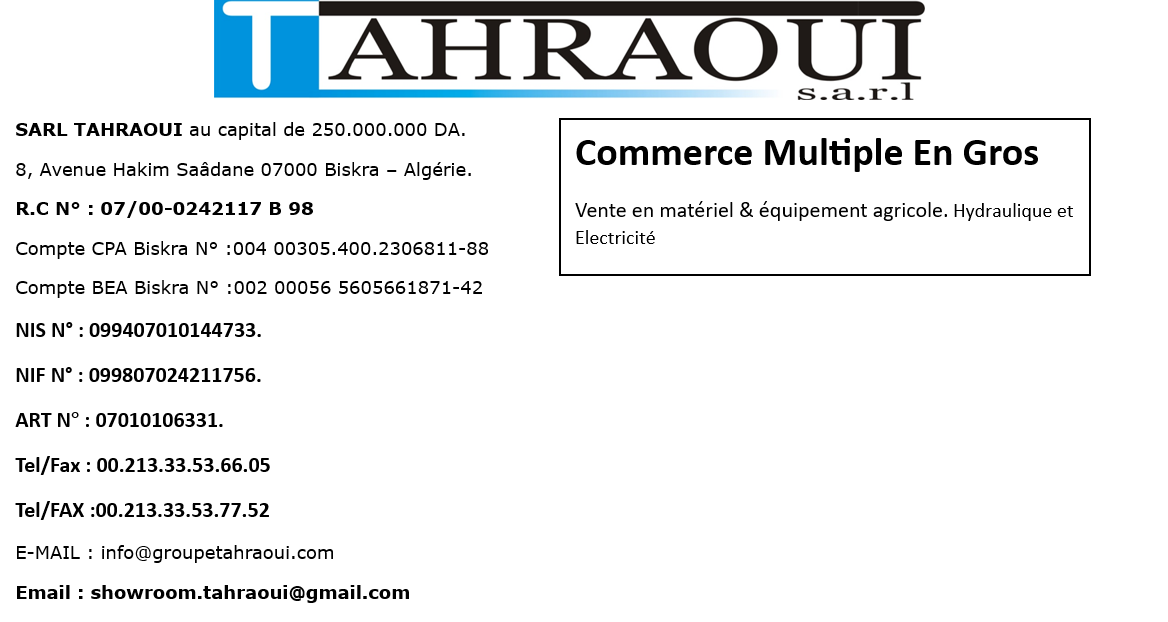 TAHRAOUI
s.a.r.l
SARL TAHRAOUI au capital de 250.000.000 DA.
8, Avenue Hakim Saâdane 07000 Biskra – Algérie.
R.C N° : 07/00-0242117 B 98
Compte CPA Biskra N° :004 00305.400.2306811-88
Compte BEA Biskra N° :002 00056 5605661871-42
NIS N° : 099407010144733.
NIF N° : 099807024211756.
ART N° : 07010106331.
Tel/Fax : 00.213.33.53.66.05
Tel/FAX :00.213.33.53.77.52
E-MAIL : info@groupetahraoui.com
Email : showroom.tahraoui@gmail.com
Commerce Multiple En Gros
Vente en matériel & équipement agricole. Hydraulique et
Electricité